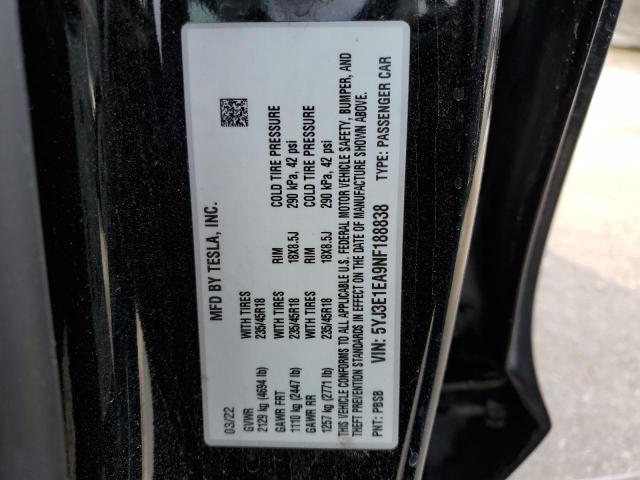 MFD BY TESLA, INC.
03/22
GVWR WITH TIRES RIM COLD TIRE PRESSURE
2129 kg (4694 lb) 235/45R18 18X8.5J 290 kPa, 42 psi
GAWR FRT WITH TIRES RIM COLD TIRE PRESSURE
1110 kg (2447 lb) 235/45R18 18X8.5J 290 kPa, 42 psi
GAWR RR
1257 kg (2771 lb)
THIS VEHICLE CONFORMS TO ALL APPLICABLE U.S. FEDERAL MOTOR VEHICLE SAFETY, BUMPER, AND
THEFT PREVENTION STANDARDS IN EFFECT ON THE DATE OF MANUFACTURE SHOWN ABOVE.
VIN: 5YJ3E1EA9NF188838 TYPE: PASSENGER CAR
PNT: PBSB